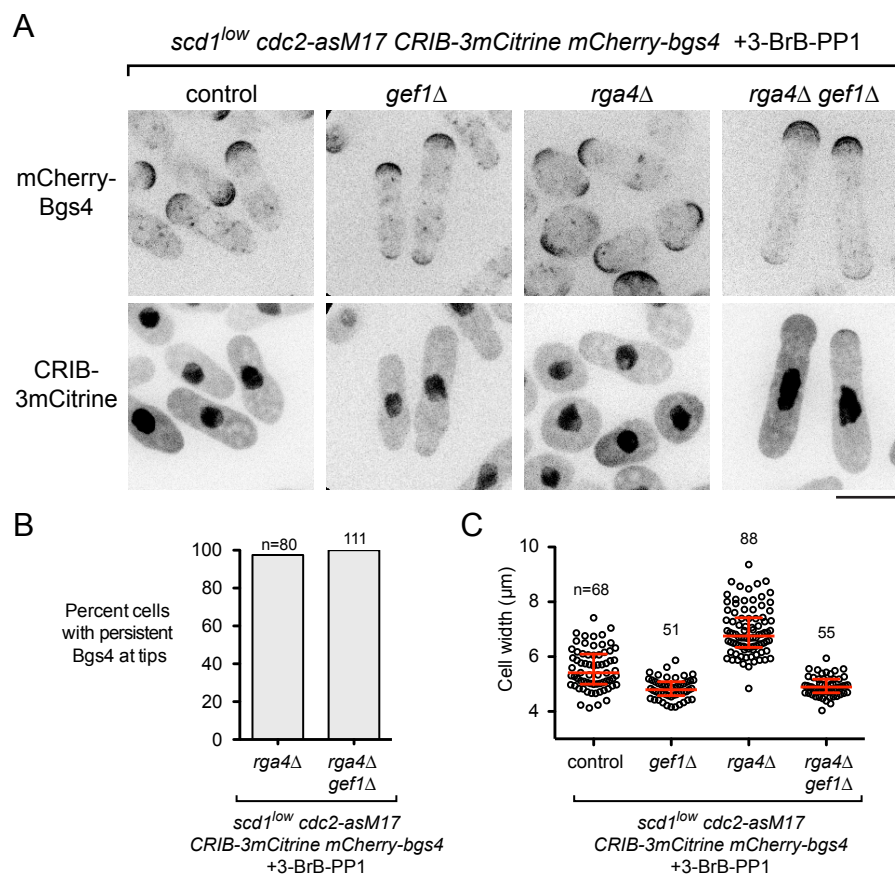 A
scd1low cdc2-asM17 CRIB-3mCitrine mCherry-bgs4 +3-BrB-PP1
control
gef1Δ
rga4Δ
rga4Δ gef1Δ
mCherry-
Bgs4
CRIB-
3mCitrine
B
Percent cells
with persistent
Bgs4 at tips
100
80
60
40
20
0
n=80
111
rga4Δ
rga4Δ
gef1Δ
scd1low cdc2-asM17
CRIB-3mCitrine mCherry-bgs4
+3-BrB-PP1
C
Cell width (µm)
10
8
6
4
n=68
51
88
55
control
gef1Δ
rga4Δ
rga4Δ
gef1Δ
scd1low cdc2-asM17
CRIB-3mCitrine mCherry-bgs4
+3-BrB-PP1